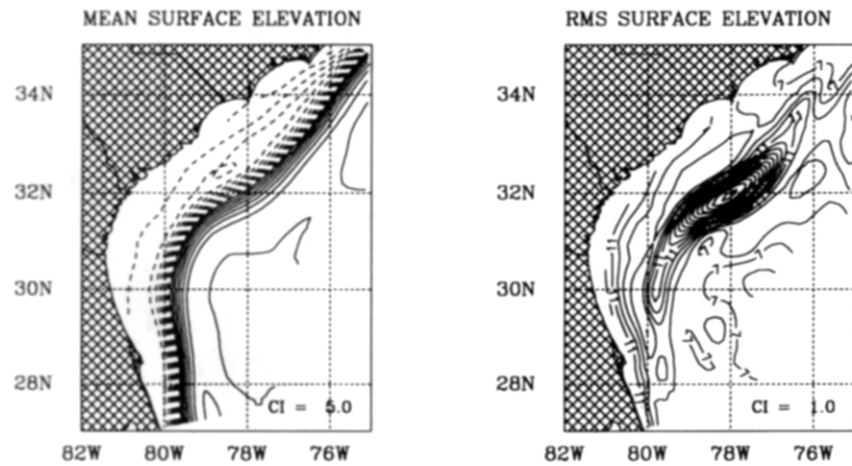 MEAN SURFACE ELEVATION
34N
32N
30N
28N
CI = 5.0
82W 80W 78W 76W
RMS SURFACE ELEVATION
34N
32N
30N
28N
CI = 1.0
82W 80W 78W 76W